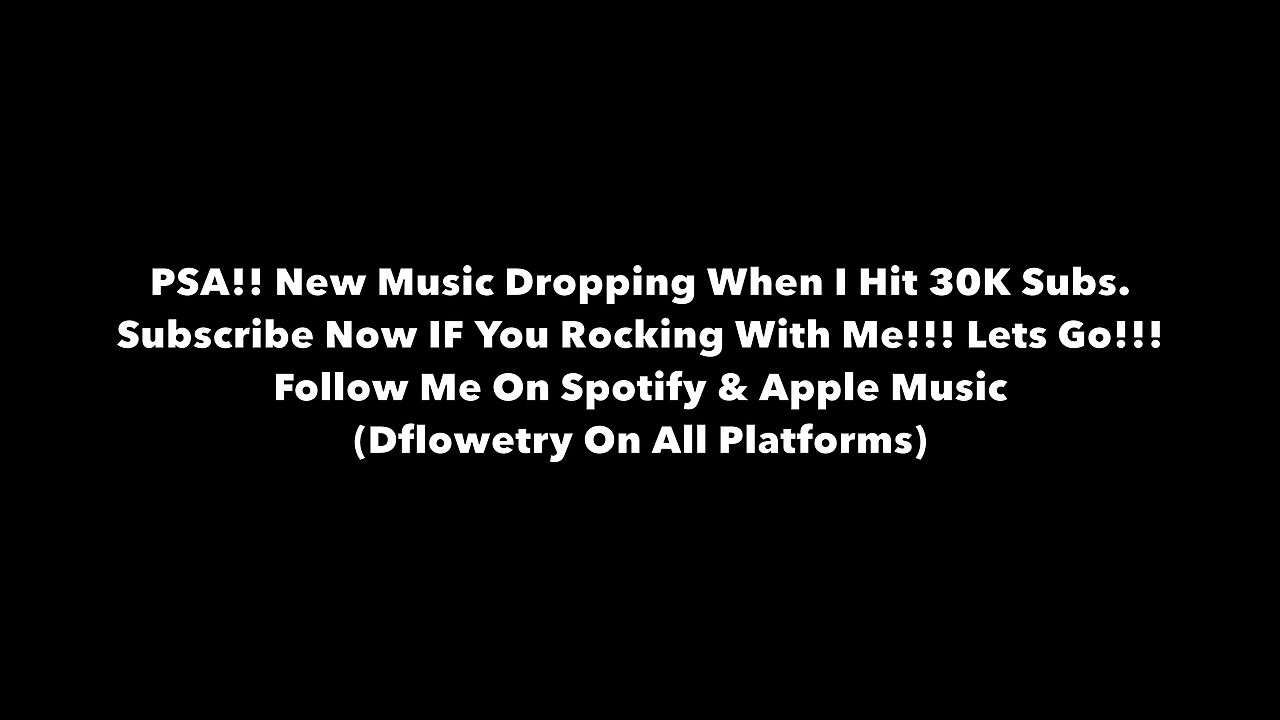 PSA!! New Music Dropping When I Hit 30K Subs.
Subscribe Now IF You Rocking With Me!!! Lets Go!!!
Follow Me On Spotify & Apple Music
(Dflowetry On All Platforms)